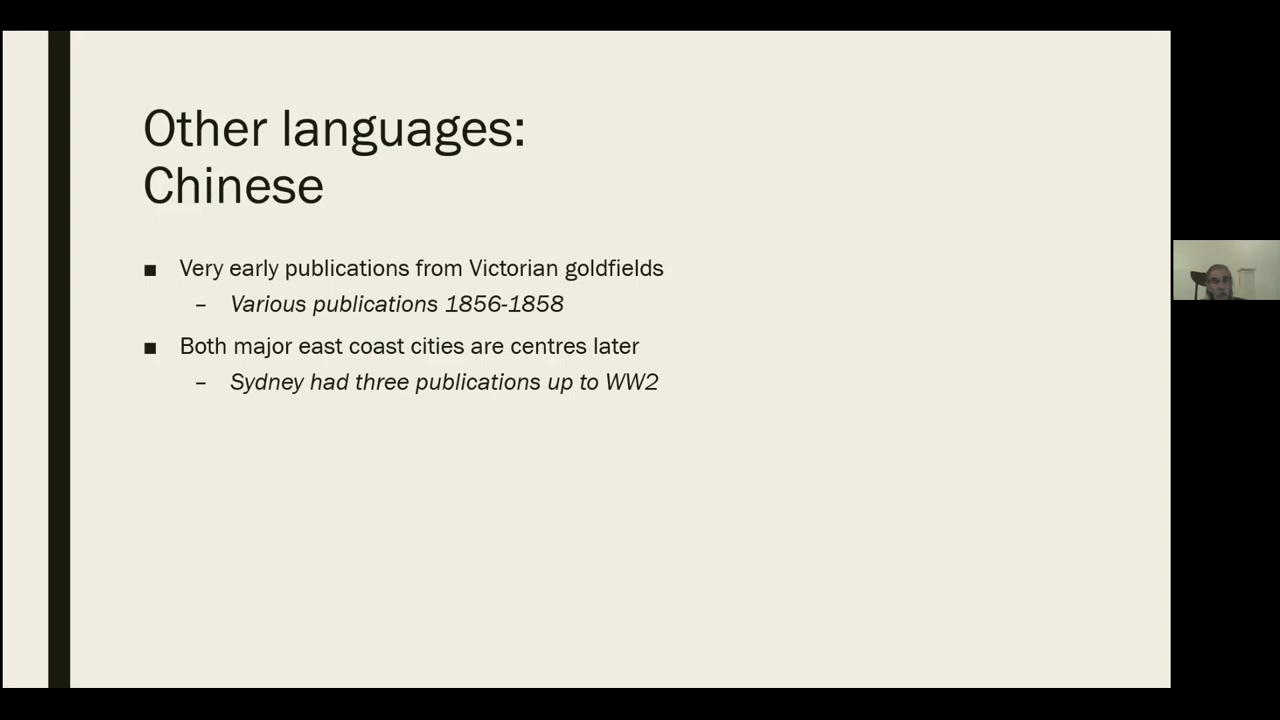 Other languages:
Chinese
■ Very early publications from Victorian goldfields
– Various publications 1856-1858
■ Both major east coast cities are centres later
– Sydney had three publications up to WW2